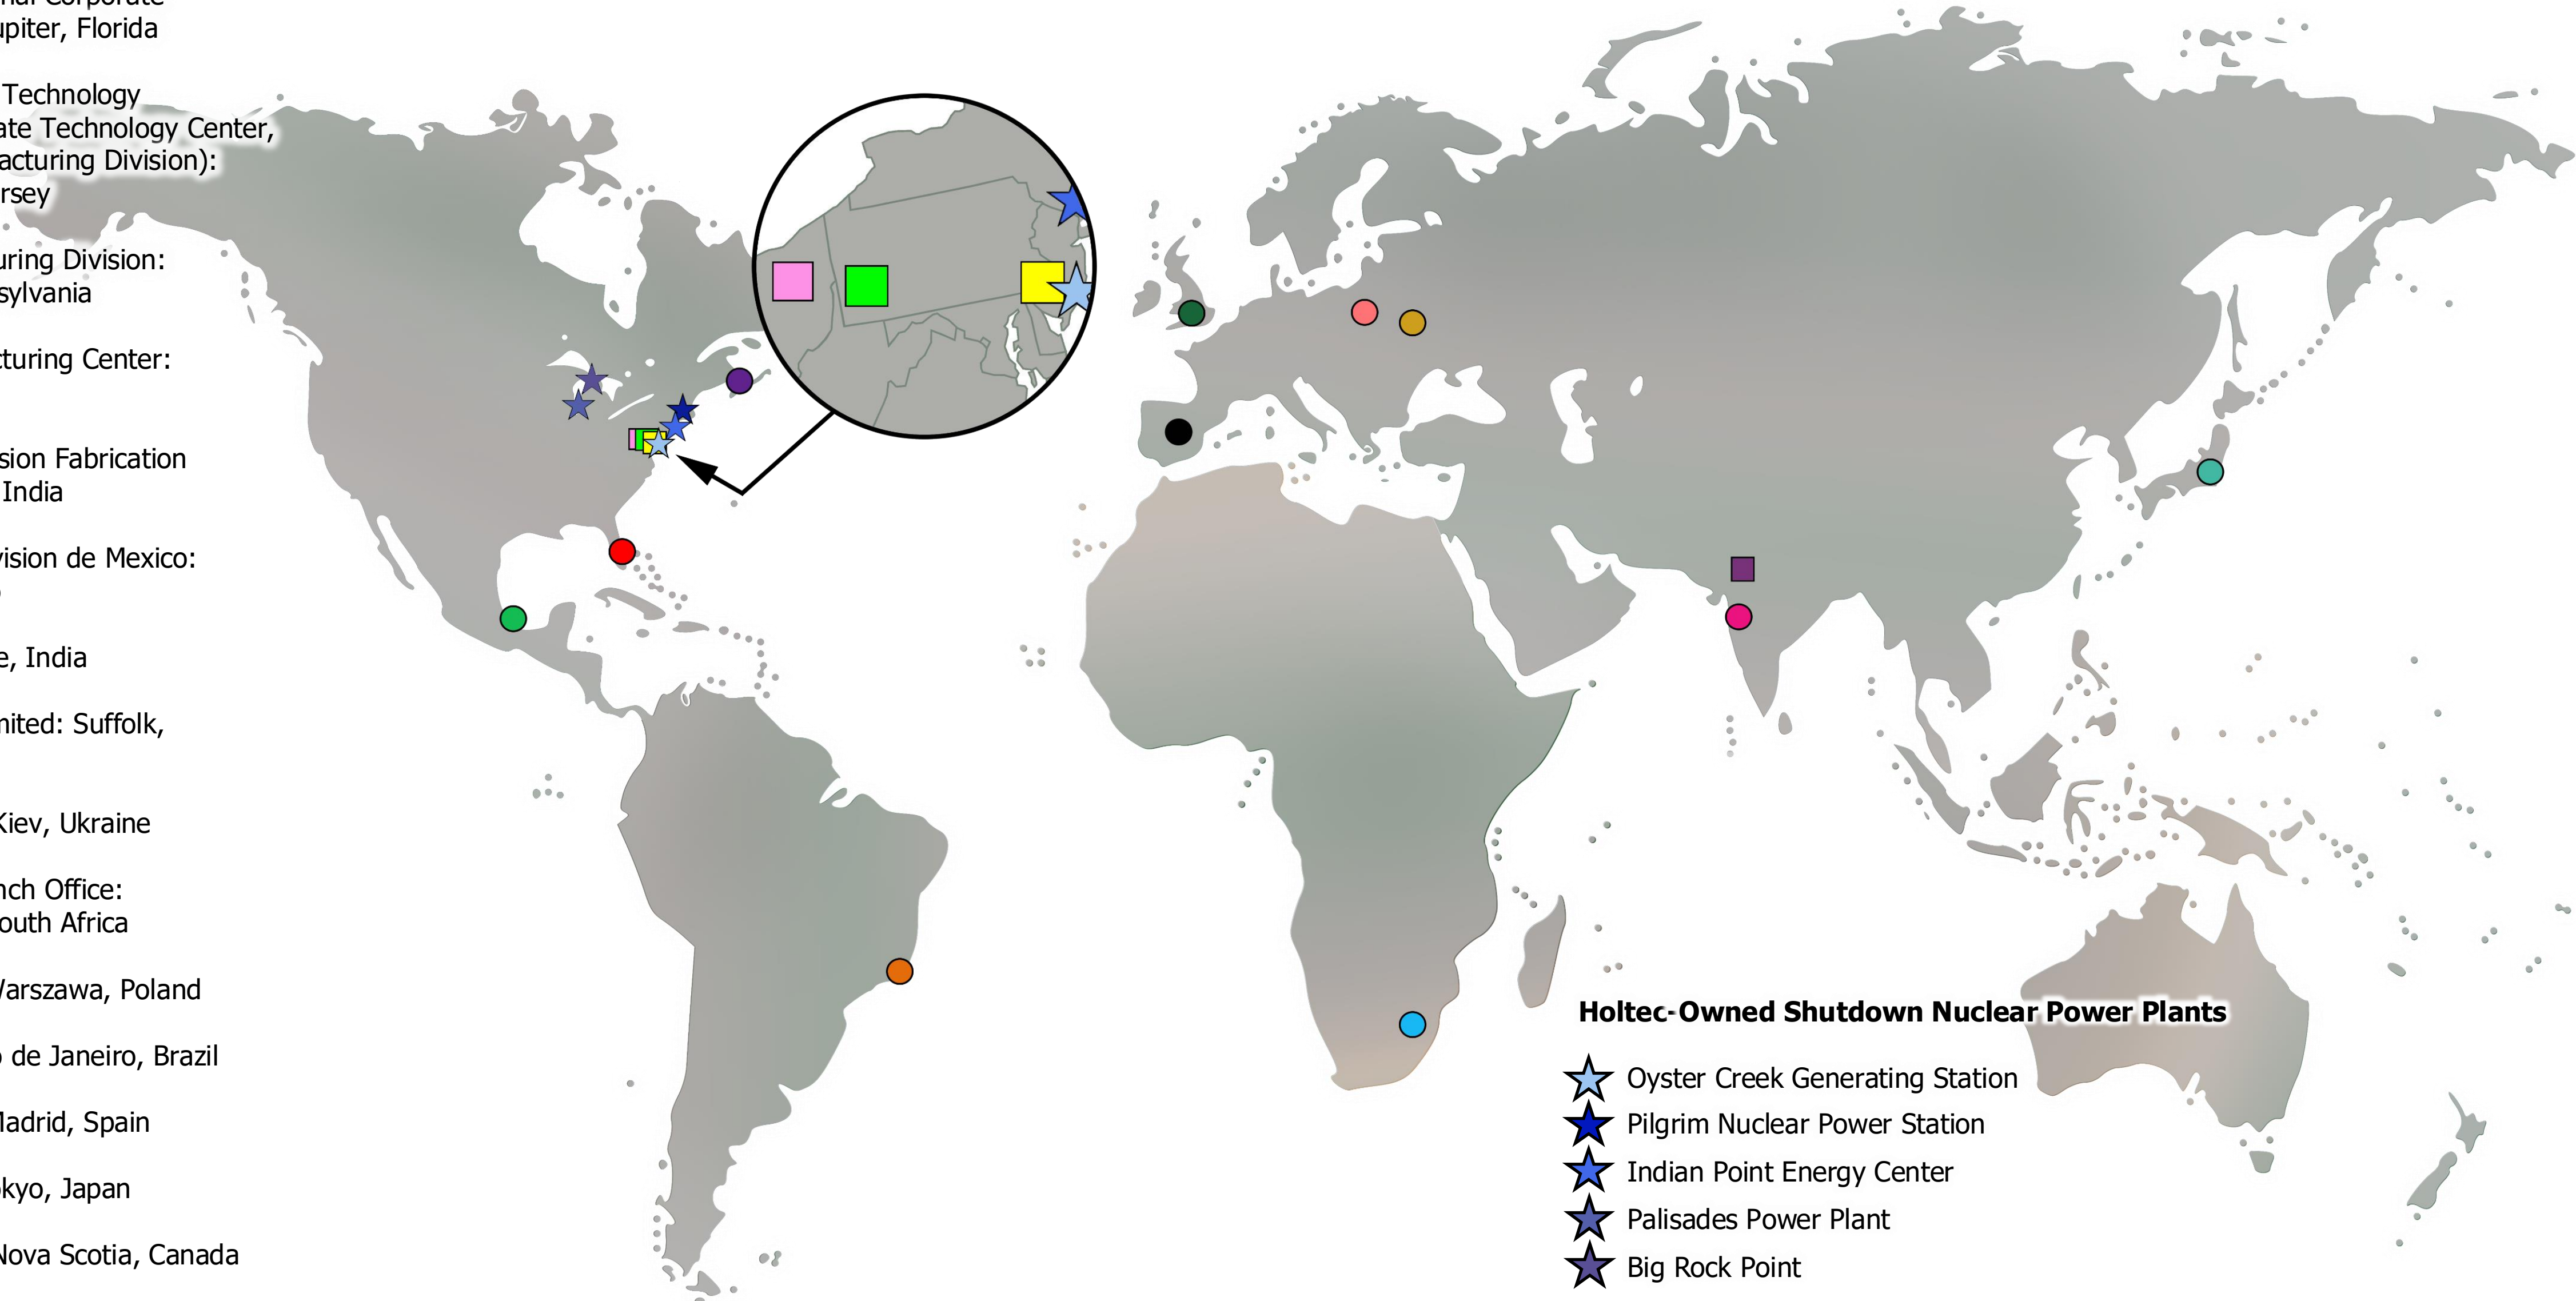 upiter, Florida
Technology
ate Technology Center,
acturing Division):
rsey
uring Division:
sylvania
cturing Center:
sion Fabrication
India
vision de Mexico:
e, India
mited: Suffolk,
Kiev, Ukraine
nch Office:
outh Africa
Warszawa, Poland
o de Janeiro, Brazil
Madrid, Spain
okyo, Japan
Nova Scotia, Canada
Holtec-Owned Shutdown Nuclear Power Plants
Oyster Creek Generating Station
Pilgrim Nuclear Power Station
Indian Point Energy Center
Palisades Power Plant
Big Rock Point